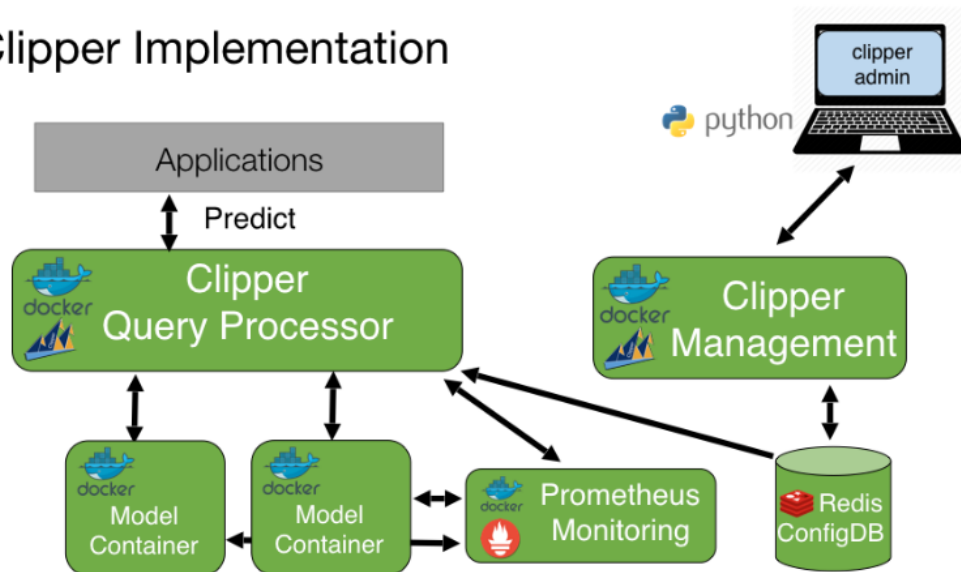 Clipper Implementation
clipper
admin
python
Applications
Predict
docker
Clipper
Query Processor
docker
Clipper
Management
docker
Model
Container
docker
Model
Container
docker
Prometheus
Monitoring
Redis
ConfigDB